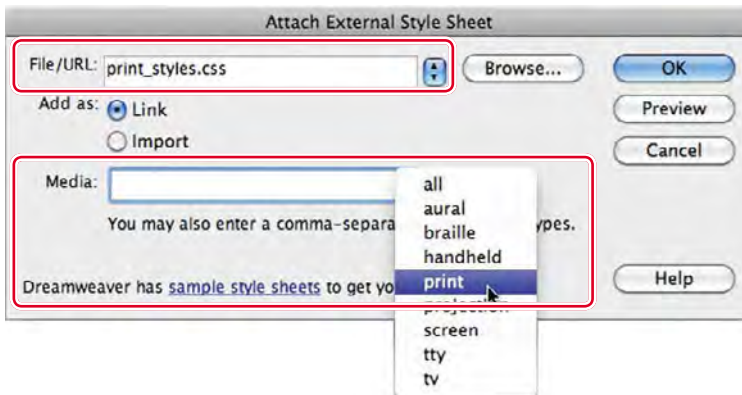 Attach External Style Sheet
File/URL: print_styles.css
Browse...
OK
Add as: Link
Import
Preview
Cancel
Media:
You may also enter a comma-separa
ypes.
Dreamweaver has sample style sheets to get yo
Help
all
aural
braille
handheld
print
projection
screen
tty
tv